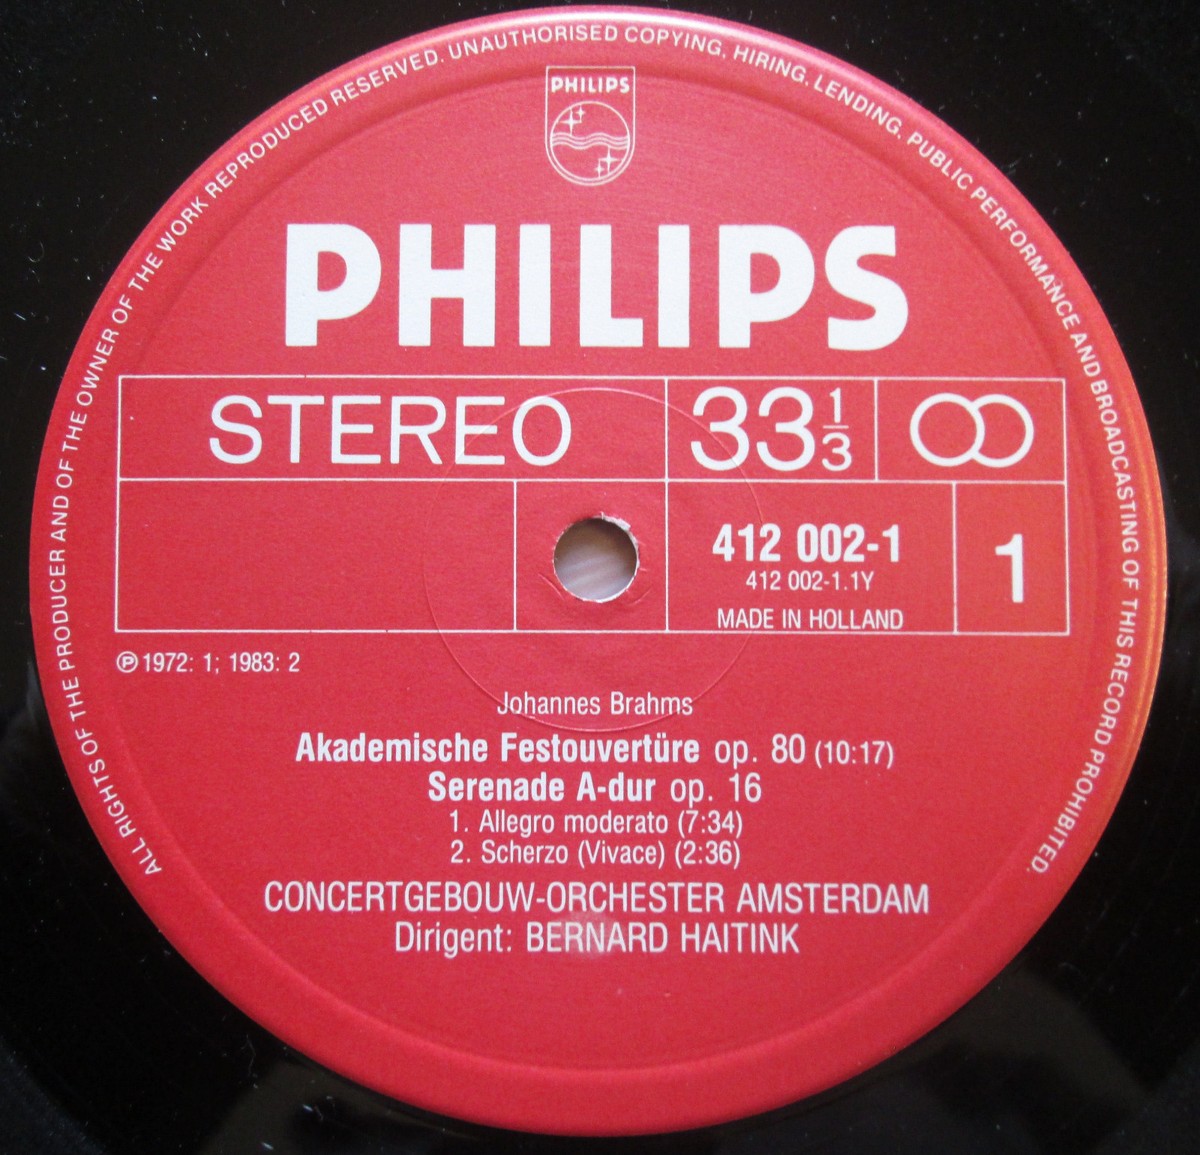 ALL RIGHTS OF THE PRODUCER AND OF THE OWNER OF THE WORK REPRODUCED RESERVED. UNAUTHORISED COPYING, HIRING, LENDING, PUBLIC PERFORMANCE AND BROADCASTING OF THIS RECORD PROHIBITED.
PHILIPS
PHILIPS
STEREO 33 1/3
412 002-1 1
412 002-1.1Y
MADE IN HOLLAND
Ⓟ 1972: 1; 1983: 2
Johannes Brahms
Akademische Festouvertüre op. 80 (10:17)
Serenade A-dur op. 16
1. Allegro moderato (7:34)
2. Scherzo (Vivace) (2:36)
CONCERTGEBOUW-ORCHESTER AMSTERDAM
Dirigent: BERNARD HAITINK